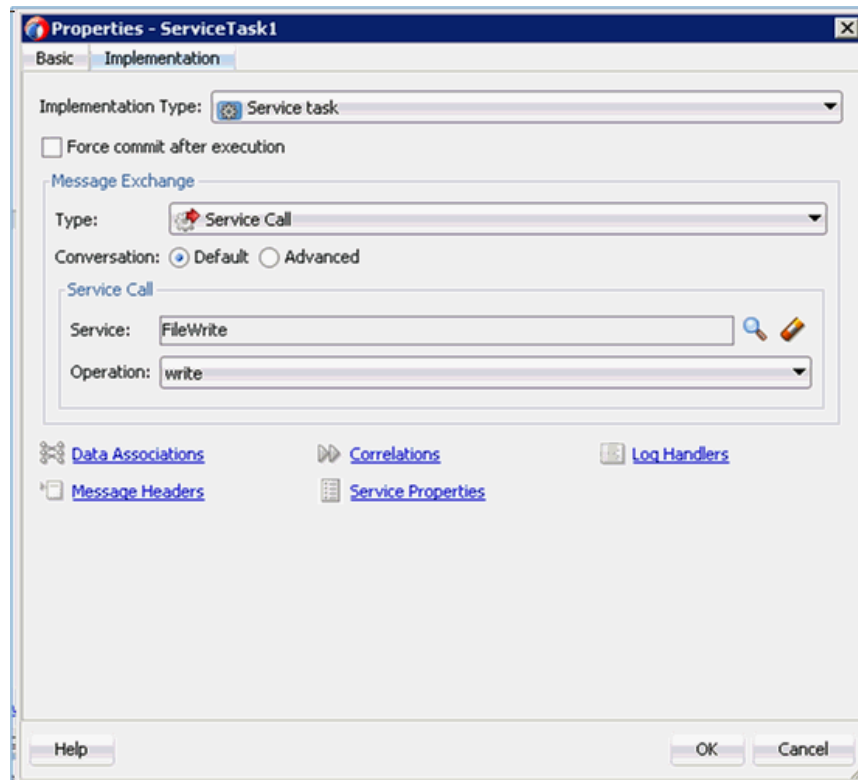 Properties - ServiceTask1
Basic Implementation
Implementation Type: Service task
Force commit after execution
Message Exchange
Type: Service Call
Conversation: Default Advanced
Service Call
Service: FileWrite
Operation: write
Data Associations Correlations Log Handlers
Message Headers Service Properties
Help OK Cancel